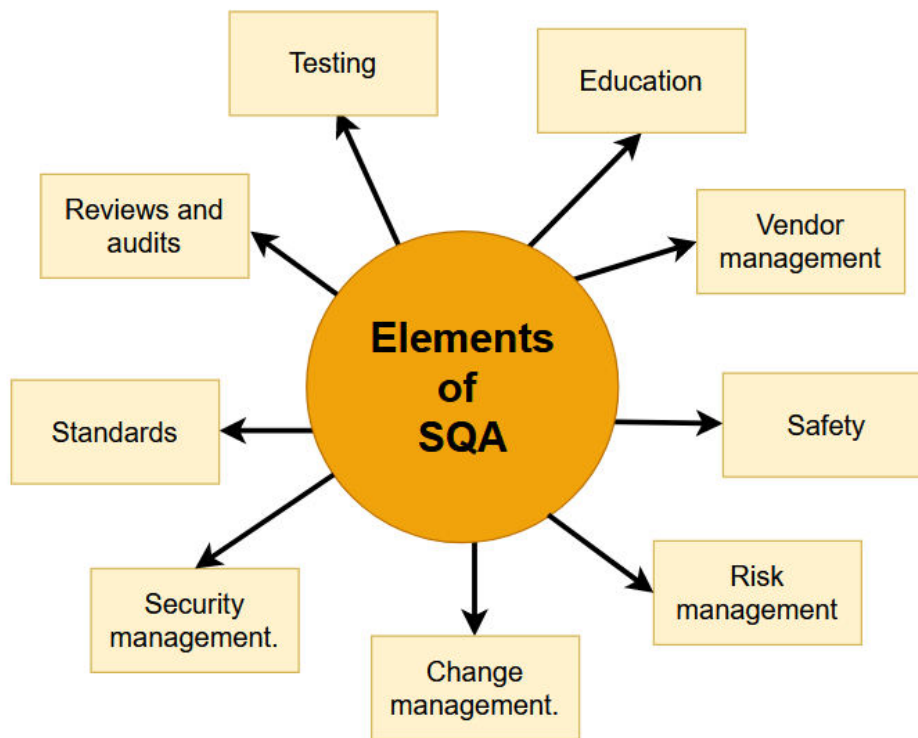 Testing
Education
Reviews and
audits
Vendor
management
Elements
of
SQA
Standards
Safety
Security
management.
Risk
management
Change
management.